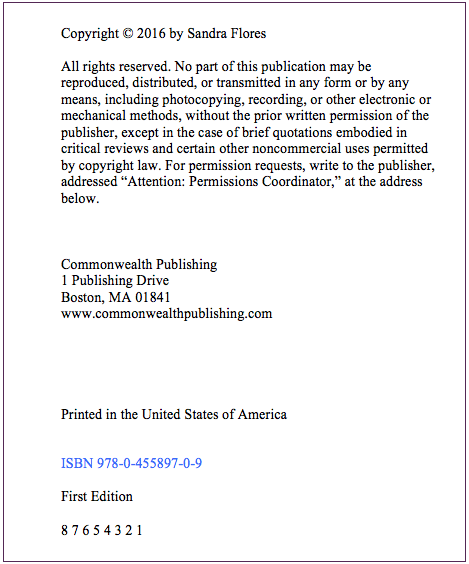 Copyright © 2016 by Sandra Flores
All rights reserved. No part of this publication may be
reproduced, distributed, or transmitted in any form or by any
means, including photocopying, recording, or other electronic or
mechanical methods, without the prior written permission of the
publisher, except in the case of brief quotations embodied in
critical reviews and certain other noncommercial uses permitted
by copyright law. For permission requests, write to the publisher,
addressed “Attention: Permissions Coordinator,” at the address
below.
Commonwealth Publishing
1 Publishing Drive
Boston, MA 01841
www.commonwealthpublishing.com
Printed in the United States of America
ISBN 978-0-455897-0-9
First Edition
8 7 6 5 4 3 2 1